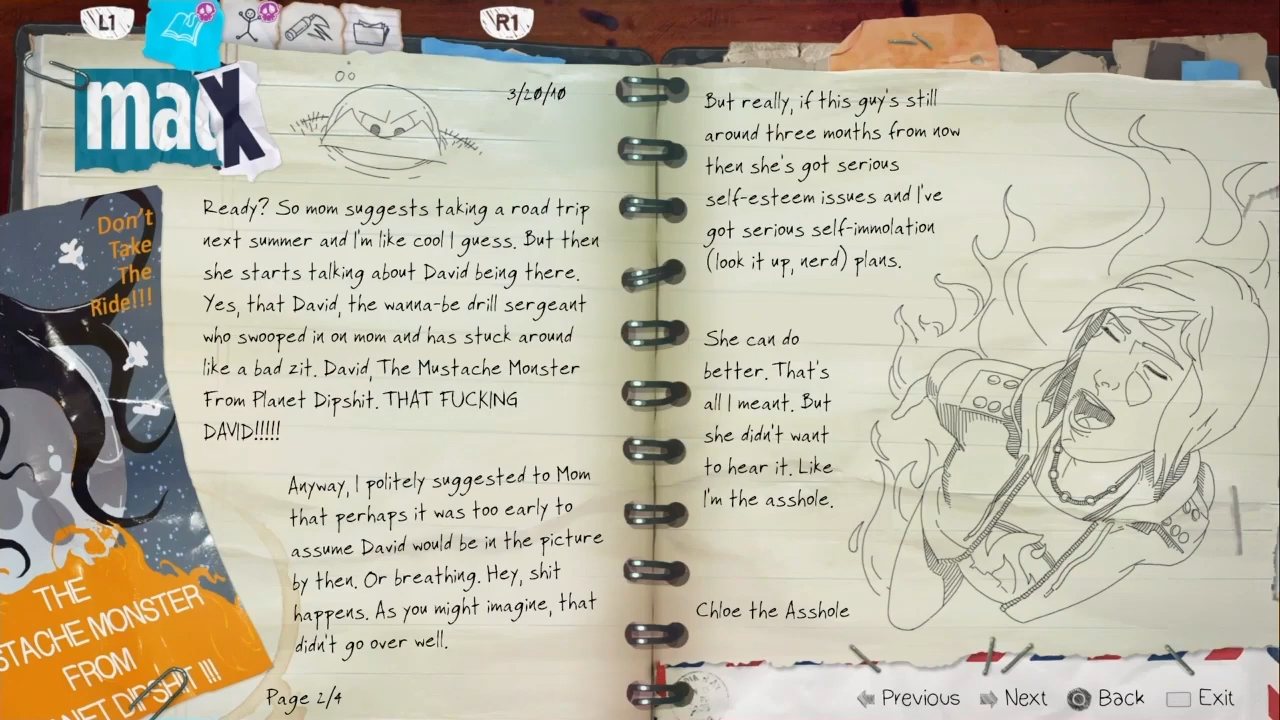 L1
R1
max
3/20/10
Ready? So mom suggests taking a road trip
next summer and I'm like cool I guess. But then
she starts talking about David being there.
Yes, that David, the wanna-be drill sergeant
who swooped in on mom and has stuck around
like a bad zit. David, The Mustache Monster
From Planet Dipshit. THAT FUCKING
DAVID!!!!!
Anyway, I politely suggested to Mom
that perhaps it was too early to
assume David would be in the picture
by then. Or breathing. Hey, shit
happens. As you might imagine, that
didn't go over well.
Page 2/4
Don't
Take
The
Ride!!!
THE
STACHE MONSTER
FROM
ANET DIPSHIT !!!
But really, if this guy's still
around three months from now
then she's got serious
self-esteem issues and I've
got serious self-immolation
(look it up, nerd) plans.
She can do
better. That's
all I meant. But
she didn't want
to hear it. Like
I'm the asshole.
Chloe the Asshole
Previous Next Back Exit